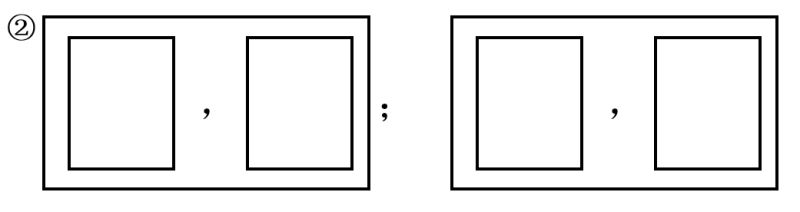 ② , ; ,